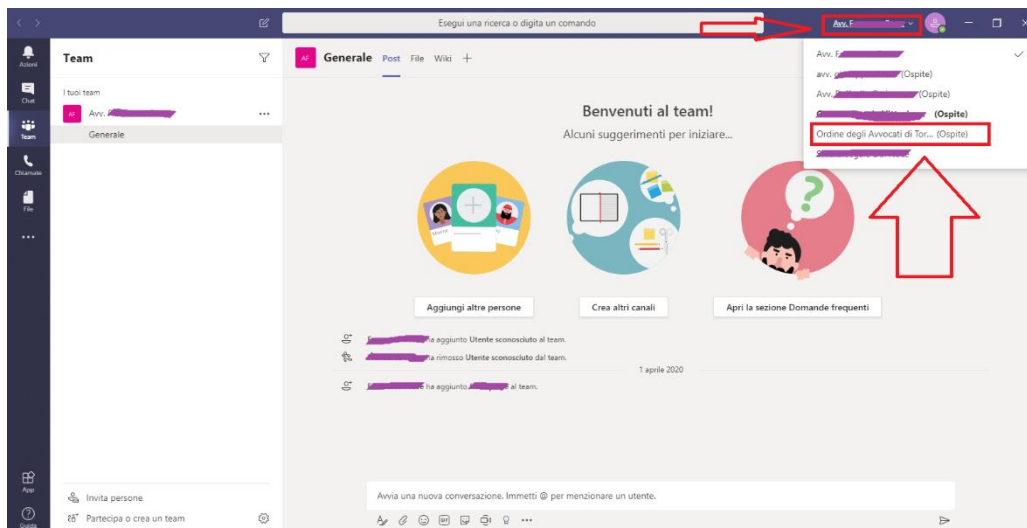 Esegui una ricerca o digita un comando
Avv. F
Azioni
Chat
Team
Chiamate
File
App
Guida
Team
I tuoi team
AF Avv.
Generale
Invita persone
Partecipa o crea un team
AF Generale Post File Wiki
Benvenuti al team!
Alcuni suggerimenti per iniziare...
Aggiungi altre persone
Crea altri canali
Apri la sezione Domande frequenti
ha aggiunto Utente sconosciuto al team.
ha rimosso Utente sconosciuto dal team.
1 aprile 2020
ha aggiunto al team.
Avvia una nuova conversazione. Immetti @ per menzionare un utente.
Avv. F
avv. (Ospite)
Avv. (Ospite)
(Ospite)
Ordine degli Avvocati di Tor... (Ospite)